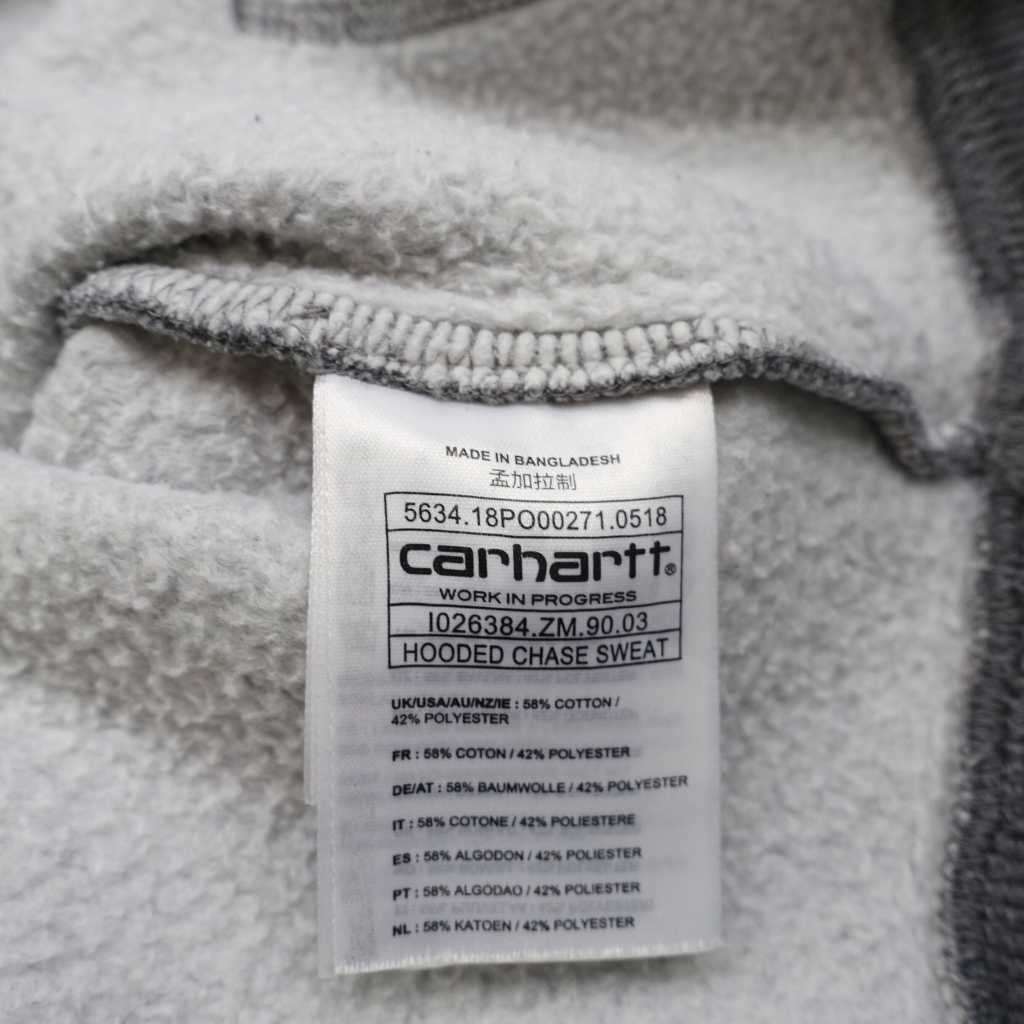 MADE IN BANGLADESH
孟加拉制
5634.18PO00271.0518
carhartt®
WORK IN PROGRESS
I026384.ZM.90.03
HOODED CHASE SWEAT
UK/USA/AU/NZ/IE : 58% COTTON /
42% POLYESTER
FR : 58% COTON / 42% POLYESTER
DE/AT : 58% BAUMWOLLE / 42% POLYESTER
IT : 58% COTONE / 42% POLIESTERE
ES : 58% ALGODON / 42% POLIESTER
PT : 58% ALGODAO / 42% POLIESTER
NL : 58% KATOEN / 42% POLYESTER